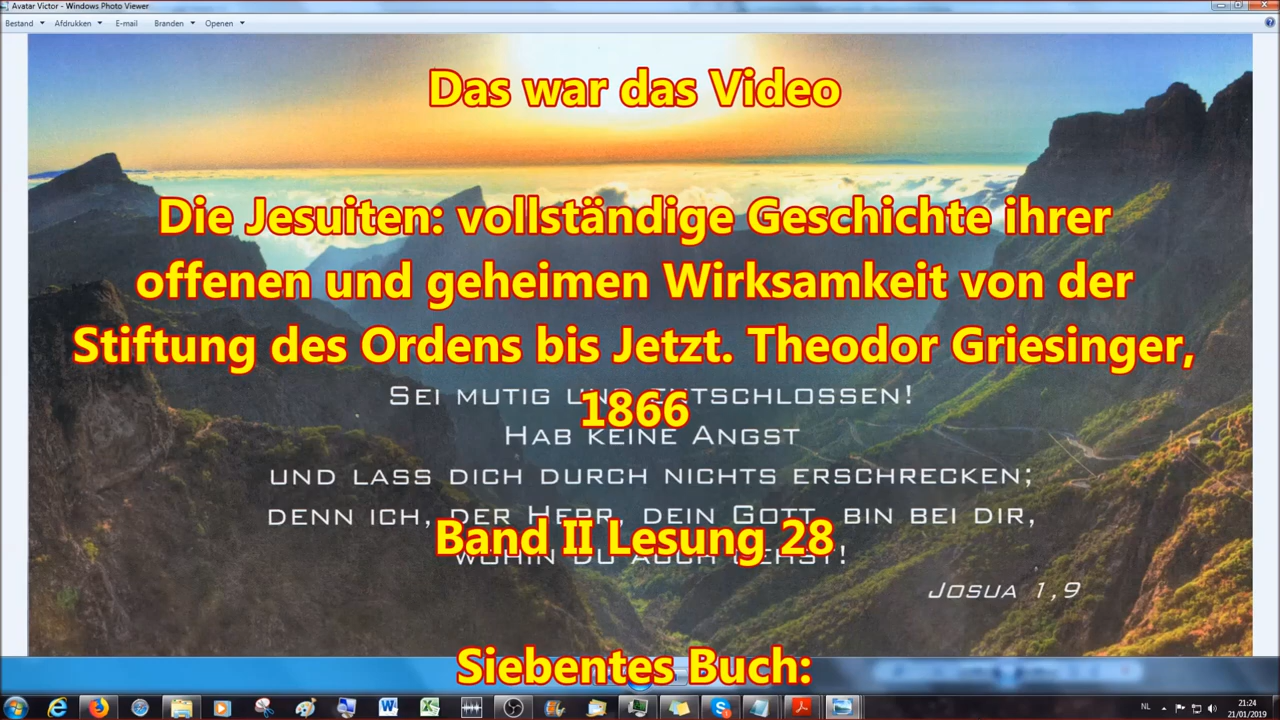 Avatar Victor - Windows Photo Viewer
Bestand Afdrukken E-mail Branden Openen
Das war das Video
Die Jesuiten: vollständige Geschichte ihrer
offenen und geheimen Wirksamkeit von der
Stiftung des Ordens bis Jetzt. Theodor Griesinger,
1866
Sei mutig und entschlossen!
Hab keine Angst
und lass dich durch nichts erschrecken;
denn ich, der Herr, dein Gott, bin bei dir,
Band II Lesung 28
wohin du auch gehst!
Josua 1,9
Siebentes Buch:
NL
21:24
21/01/2019